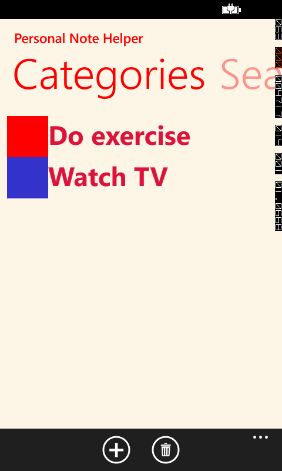 Personal Note Helper
Categories Sea
Do exercise
Watch TV